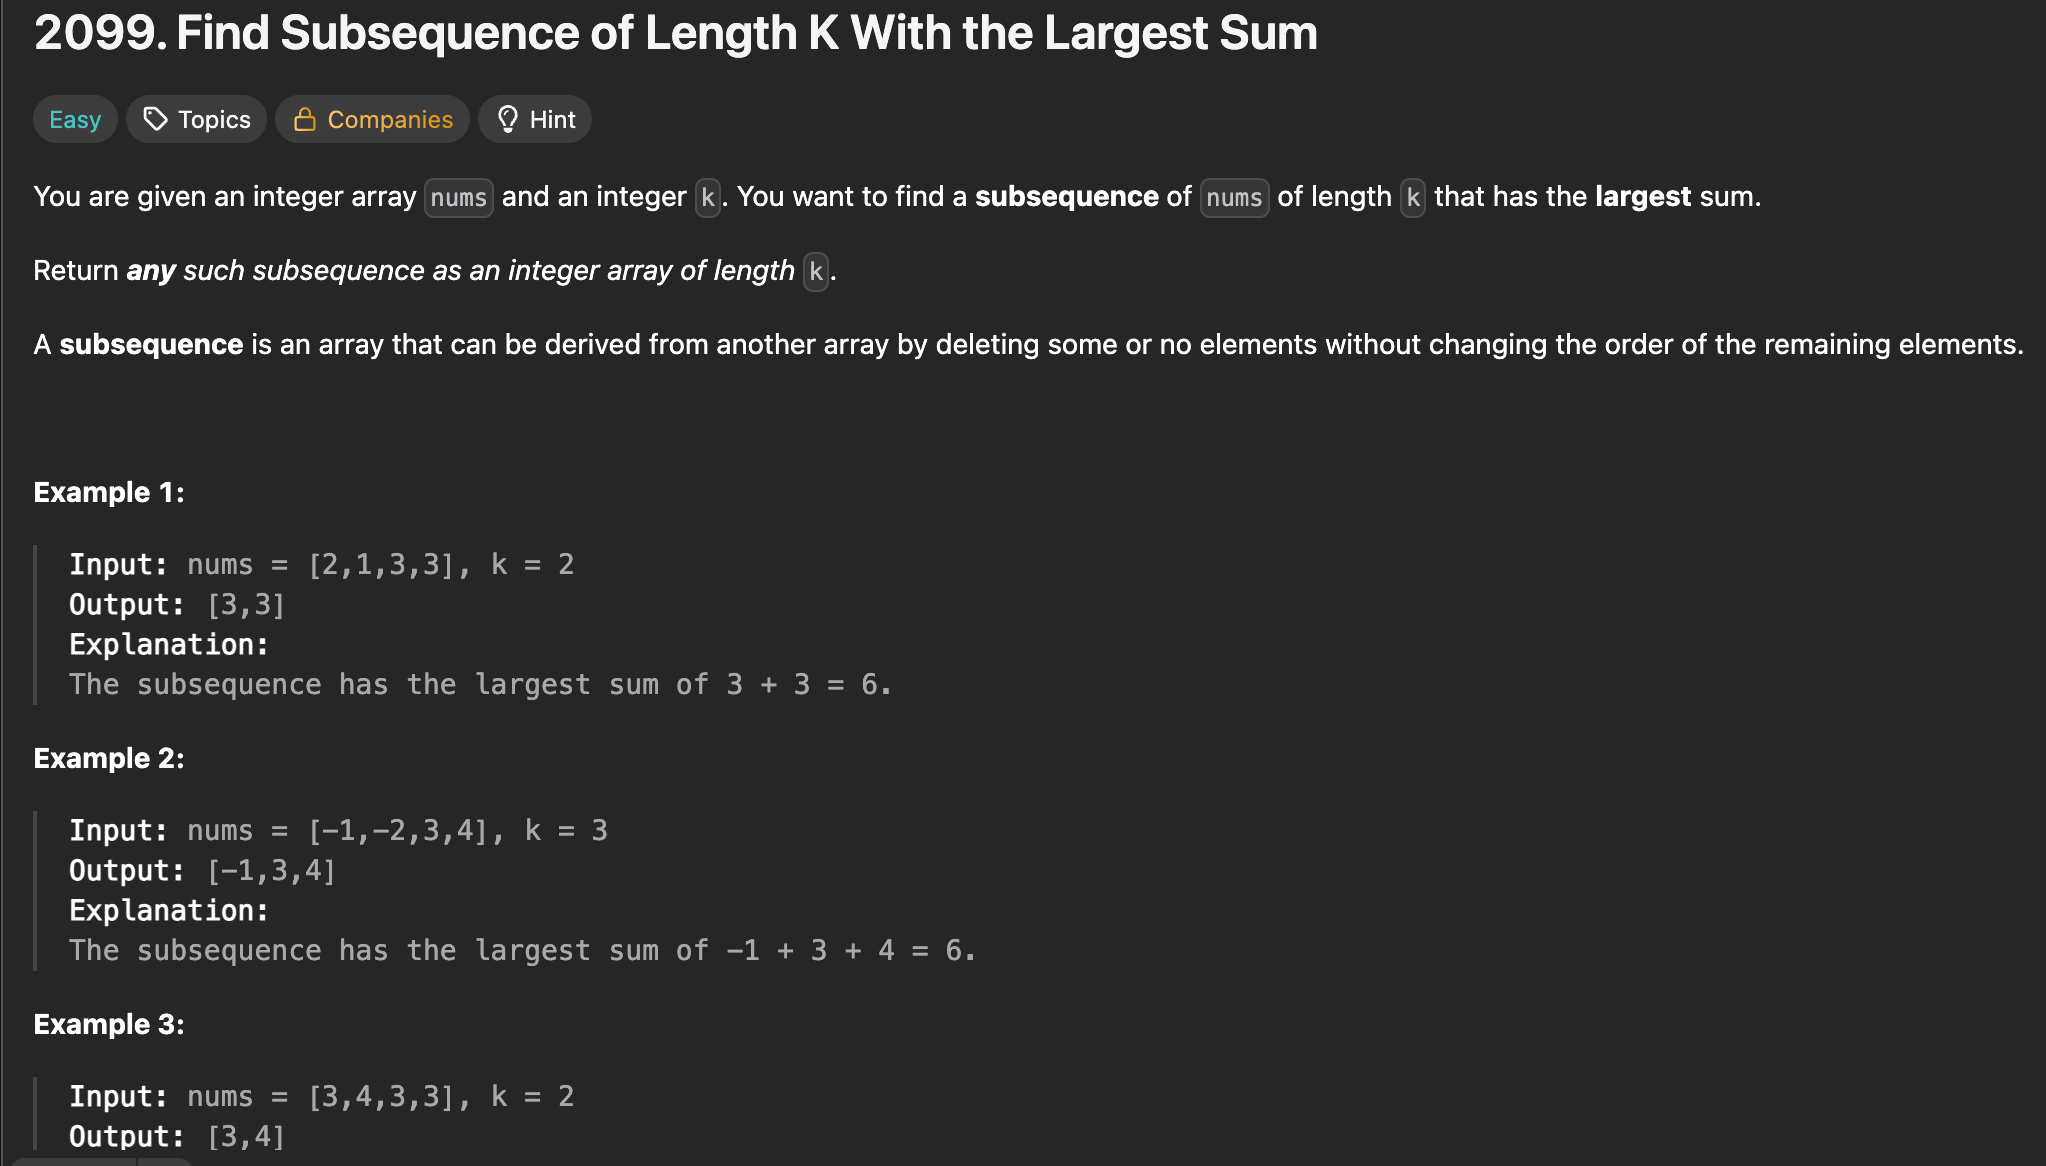 2099. Find Subsequence of Length K With the Largest Sum
Easy Topics Companies Hint
You are given an integer array nums and an integer k. You want to find a subsequence of nums of length k that has the largest sum.
Return any such subsequence as an integer array of length k.
A subsequence is an array that can be derived from another array by deleting some or no elements without changing the order of the remaining elements.
Example 1:
Input: nums = [2,1,3,3], k = 2
Output: [3,3]
Explanation:
The subsequence has the largest sum of 3 + 3 = 6.
Example 2:
Input: nums = [-1,-2,3,4], k = 3
Output: [-1,3,4]
Explanation:
The subsequence has the largest sum of -1 + 3 + 4 = 6.
Example 3:
Input: nums = [3,4,3,3], k = 2
Output: [3,4]